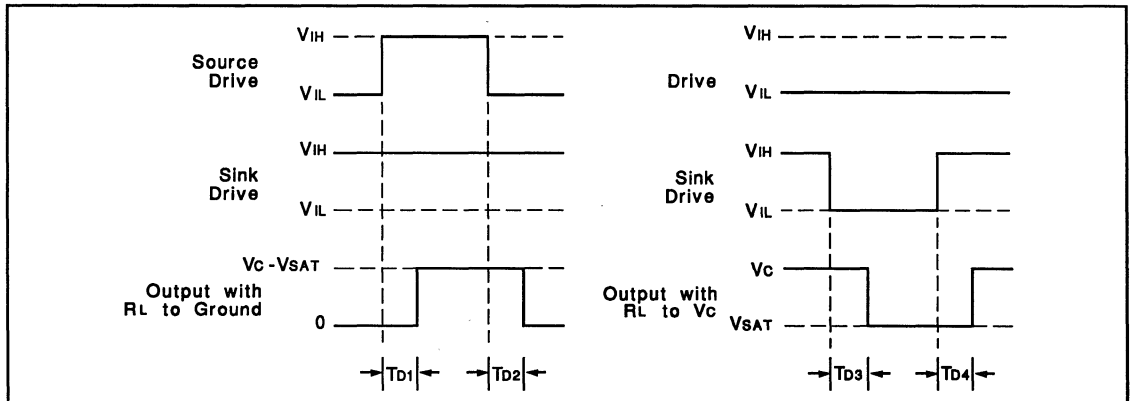 VIH
Source
Drive
VIL
VIH
Sink
Drive
VIL
VC-VSAT
Output with
RL to Ground
0
TD1
TD2
VIH
Drive
VIL
VIH
Sink
Drive
VIL
VC
Output with
RL to VC
VSAT
TD3
TD4